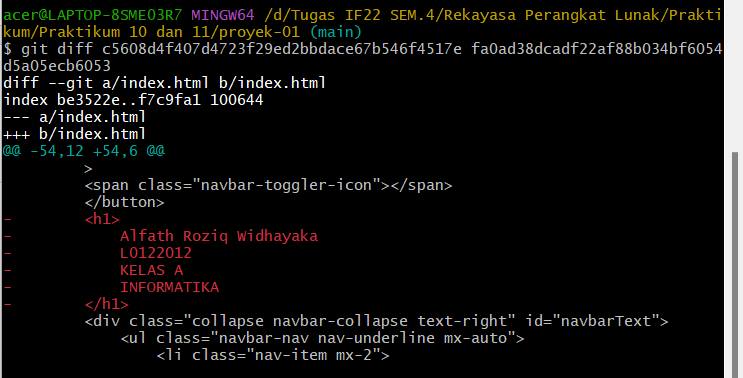 acer@LAPTOP-8SME03R7 MINGW64 /d/Tugas IF22 SEM.4/Rekayasa Perangkat Lunak/Prakti
kum/Praktikum 10 dan 11/proyek-01 (main)
$ git diff c5608d4f407d4723f29ed2bbdace67b546f4517e fa0ad38dcadf22af88b034bf6054
d5a05ecb6053
diff --git a/index.html b/index.html
index be3522e..f7c9fa1 100644
--- a/index.html
+++ b/index.html
@@ -54,12 +54,6 @@
         >
         <span class="navbar-toggler-icon"></span>
         </button>
-        <h1>
-            Alfath Roziq Widhayaka
-            L0122012
-            KELAS A
-            INFORMATIKA
-        </h1>
         <div class="collapse navbar-collapse text-right" id="navbarText">
             <ul class="navbar-nav nav-underline mx-auto">
                 <li class="nav-item mx-2">